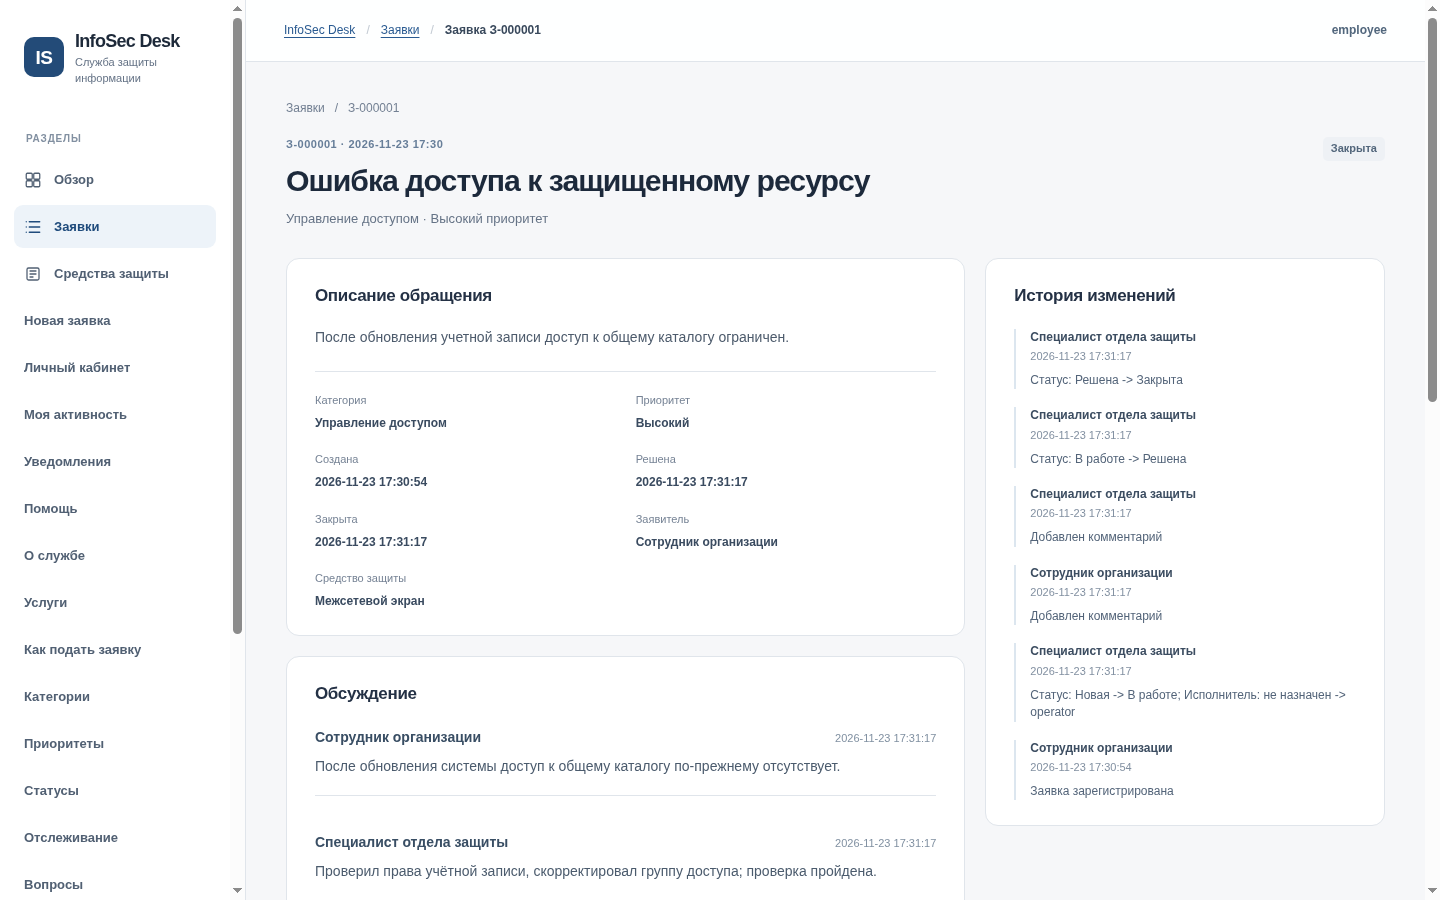 IS
InfoSec Desk
Служба защиты
информации
РАЗДЕЛЫ
Обзор
Заявки
Средства защиты
Новая заявка
Личный кабинет
Моя активность
Уведомления
Помощь
О службе
Услуги
Как подать заявку
Категории
Приоритеты
Статусы
Отслеживание
Вопросы
InfoSec Desk / Заявки / Заявка З-000001
employee
Заявки / З-000001
З-000001 · 2026-11-23 17:30
Закрыта
Ошибка доступа к защищенному ресурсу
Управление доступом · Высокий приоритет
Описание обращения
После обновления учетной записи доступ к общему каталогу ограничен.
Категория
Управление доступом
Приоритет
Высокий
Создана
2026-11-23 17:30:54
Решена
2026-11-23 17:31:17
Закрыта
2026-11-23 17:31:17
Заявитель
Сотрудник организации
Средство защиты
Межсетевой экран
Обсуждение
Сотрудник организации
2026-11-23 17:31:17
После обновления системы доступ к общему каталогу по-прежнему отсутствует.
Специалист отдела защиты
2026-11-23 17:31:17
Проверил права учётной записи, скорректировал группу доступа; проверка пройдена.
История изменений
Специалист отдела защиты
2026-11-23 17:31:17
Статус: Решена -> Закрыта
Специалист отдела защиты
2026-11-23 17:31:17
Статус: В работе -> Решена
Специалист отдела защиты
2026-11-23 17:31:17
Добавлен комментарий
Сотрудник организации
2026-11-23 17:31:17
Добавлен комментарий
Специалист отдела защиты
2026-11-23 17:31:17
Статус: Новая -> В работе; Исполнитель: не назначен ->
operator
Сотрудник организации
2026-11-23 17:30:54
Заявка зарегистрирована